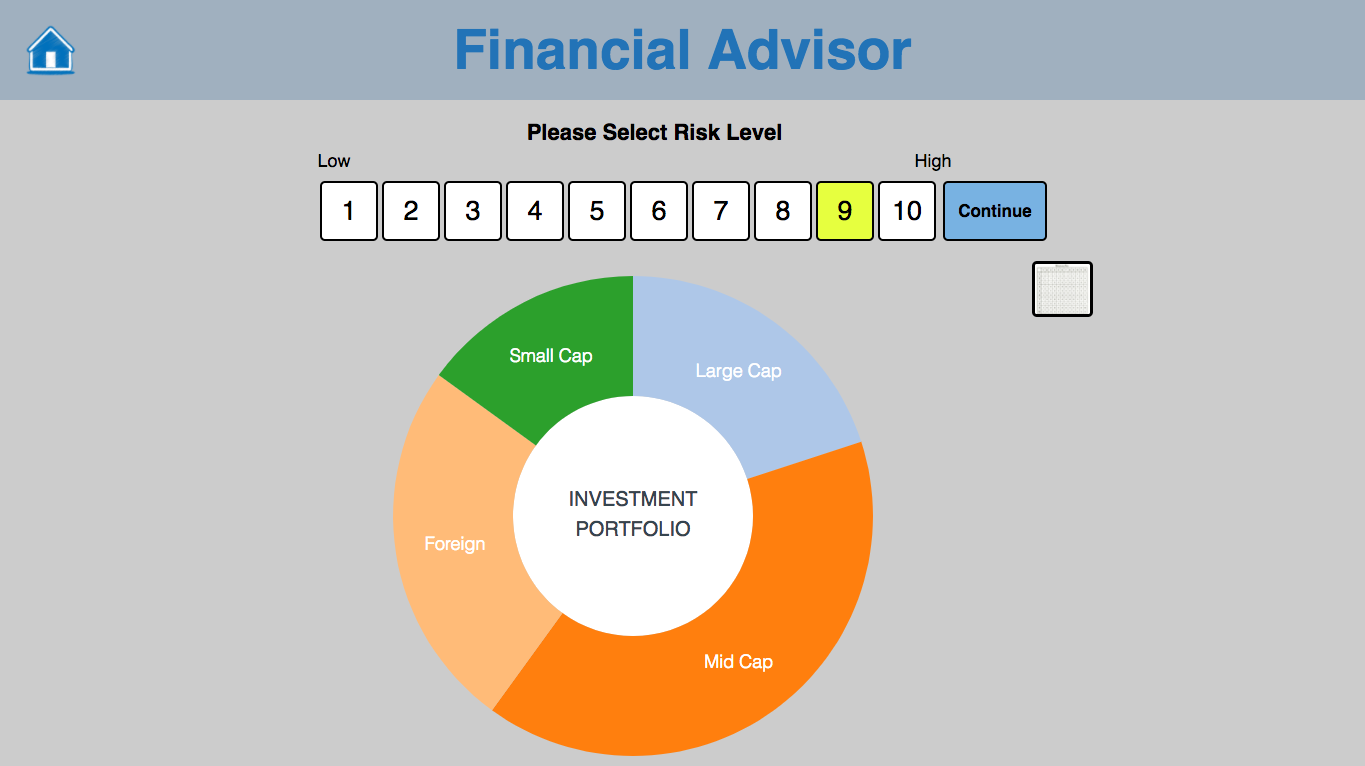 Financial Advisor
Please Select Risk Level
Low High
1 2 3 4 5 6 7 8 9 10 Continue
Small Cap
Large Cap
INVESTMENT
PORTFOLIO
Foreign
Mid Cap